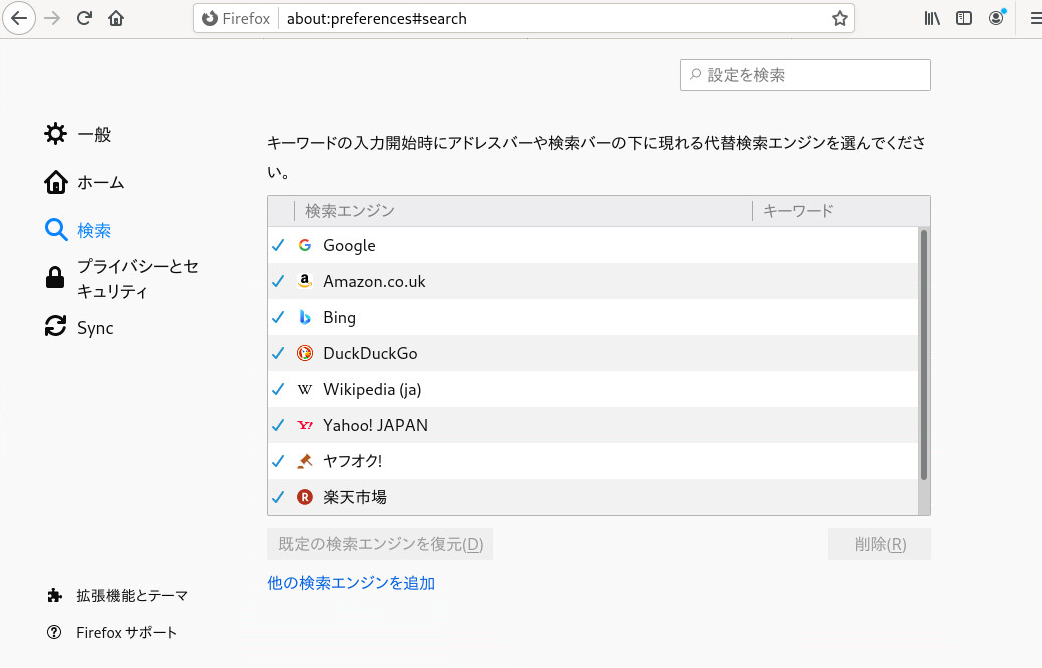 Firefox
about:preferences#search
設定を検索
一般
ホーム
検索
プライバシーとセ
キュリティ
Sync
拡張機能とテーマ
Firefox サポート
キーワードの入力開始時にアドレスバーや検索バーの下に現れる代替検索エンジンを選んでくださ
い。
検索エンジン キーワード
Google
Amazon.co.uk
Bing
DuckDuckGo
Wikipedia (ja)
Yahoo! JAPAN
ヤフオク!
楽天市場
既定の検索エンジンを復元(D) 削除(R)
他の検索エンジンを追加